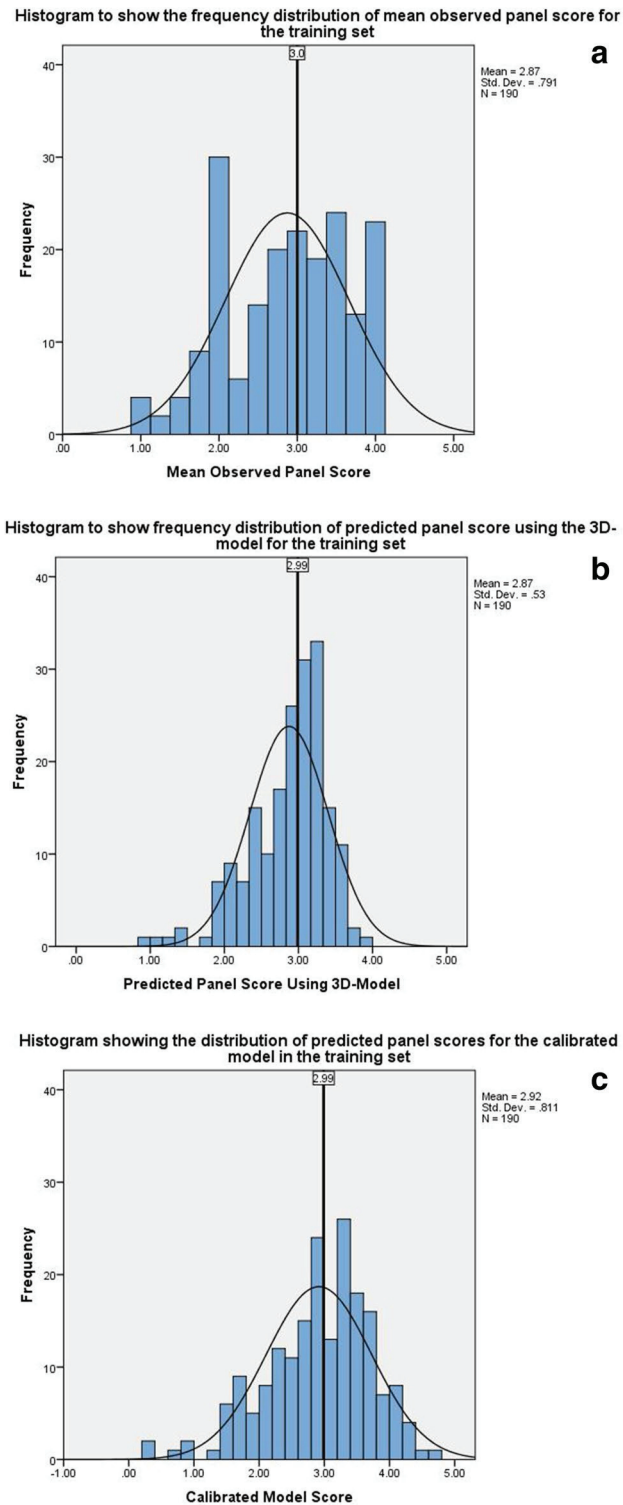 Histogram to show the frequency distribution of mean observed panel score for
the training set
a
3.0
Mean = 2.87
Std. Dev. = .791
N = 190
40
30
20
10
0
Frequency
.00 1.00 2.00 3.00 4.00 5.00
Mean Observed Panel Score
Histogram to show frequency distribution of predicted panel score using the 3D-
model for the training set
b
2.99
Mean = 2.87
Std. Dev. = .53
N = 190
40
30
20
10
0
Frequency
.00 1.00 2.00 3.00 4.00 5.00
Predicted Panel Score Using 3D-Model
Histogram showing the distribution of predicted panel scores for the calibrated
model in the training set
c
2.99
Mean = 2.92
Std. Dev. = .811
N = 190
40
30
20
10
0
Frequency
-1.00 .00 1.00 2.00 3.00 4.00 5.00
Calibrated Model Score